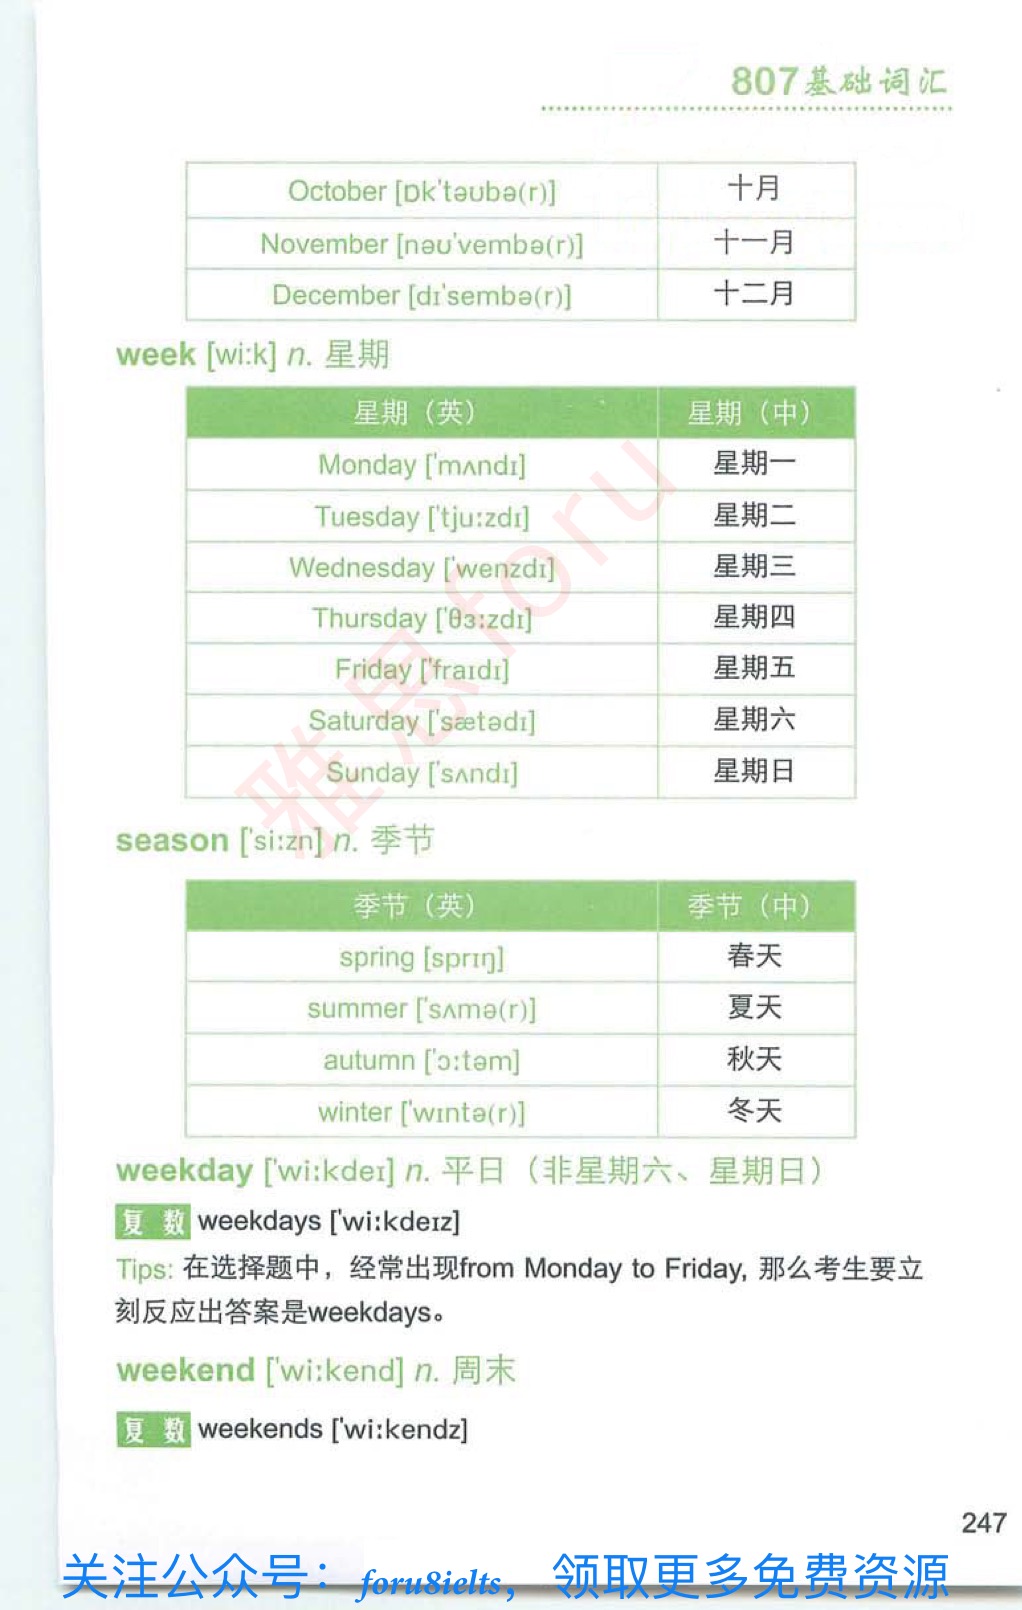 807基础词汇
October [ɒk'təʊbə(r)] 十月
November [nəʊ'vembə(r)] 十一月
December [dɪ'sembə(r)] 十二月
week [wi:k] n. 星期
星期（英） 星期（中）
Monday ['mʌndɪ] 星期一
Tuesday ['tju:zdɪ] 星期二
Wednesday ['wenzdɪ] 星期三
Thursday ['θɜ:zdɪ] 星期四
Friday ['fraɪdɪ] 星期五
Saturday ['sætədɪ] 星期六
Sunday ['sʌndɪ] 星期日
雅思foru
season ['si:zn] n. 季节
季节（英） 季节（中）
spring [sprɪŋ] 春天
summer ['sʌmə(r)] 夏天
autumn ['ɔ:təm] 秋天
winter ['wɪntə(r)] 冬天
weekday ['wi:kdeɪ] n. 平日（非星期六、星期日）
复数 weekdays ['wi:kdeɪz]
Tips: 在选择题中，经常出现from Monday to Friday, 那么考生要立
刻反应出答案是weekdays。
weekend ['wi:kend] n. 周末
复数 weekends ['wi:kendz]
247
关注公众号：foru8ielts，领取更多免费资源